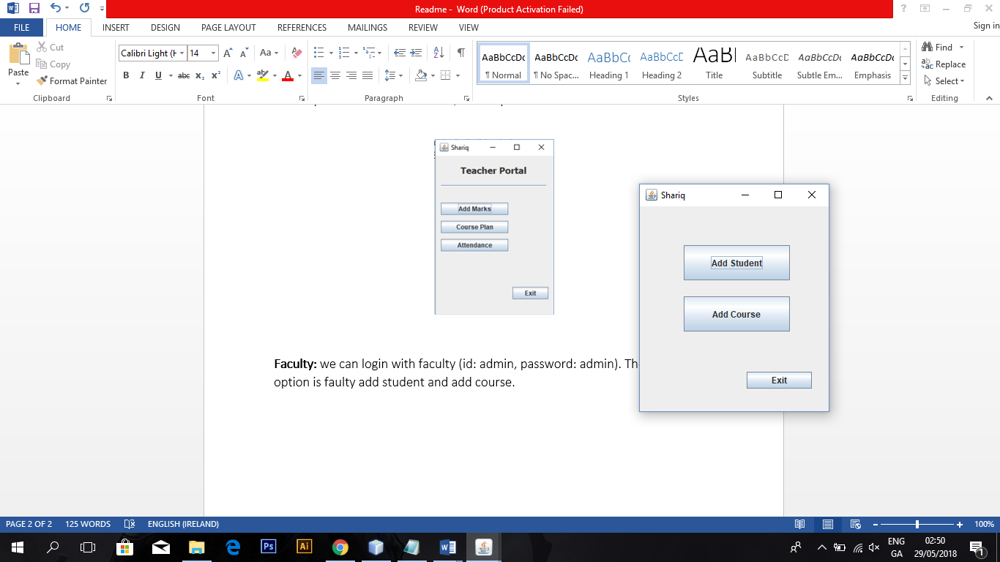 Readme - Word (Product Activation Failed)
FILE HOME INSERT DESIGN PAGE LAYOUT REFERENCES MAILINGS REVIEW VIEW Sign in
Cut
Copy
Format Painter
Paste
Clipboard
Calibri Light (H 14
Font
Paragraph
AaBbCcDc AaBbCcDc AaBbCc AaBbCcD AaB AaBbCcD AaBbCcDc AaBbCcDc
¶ Normal ¶ No Spac... Heading 1 Heading 2 Title Subtitle Subtle Em... Emphasis
Styles
Find
Replace
Select
Editing
Shariq
Teacher Portal
Add Marks
Course Plan
Attendance
Exit
Faculty: we can login with faculty (id: admin, password: admin). Th
option is faulty add student and add course.
Shariq
Add Student
Add Course
Exit
PAGE 2 OF 2 125 WORDS ENGLISH (IRELAND) 100%
Ps Ai
ENG 02:50
GA 29/05/2018 1